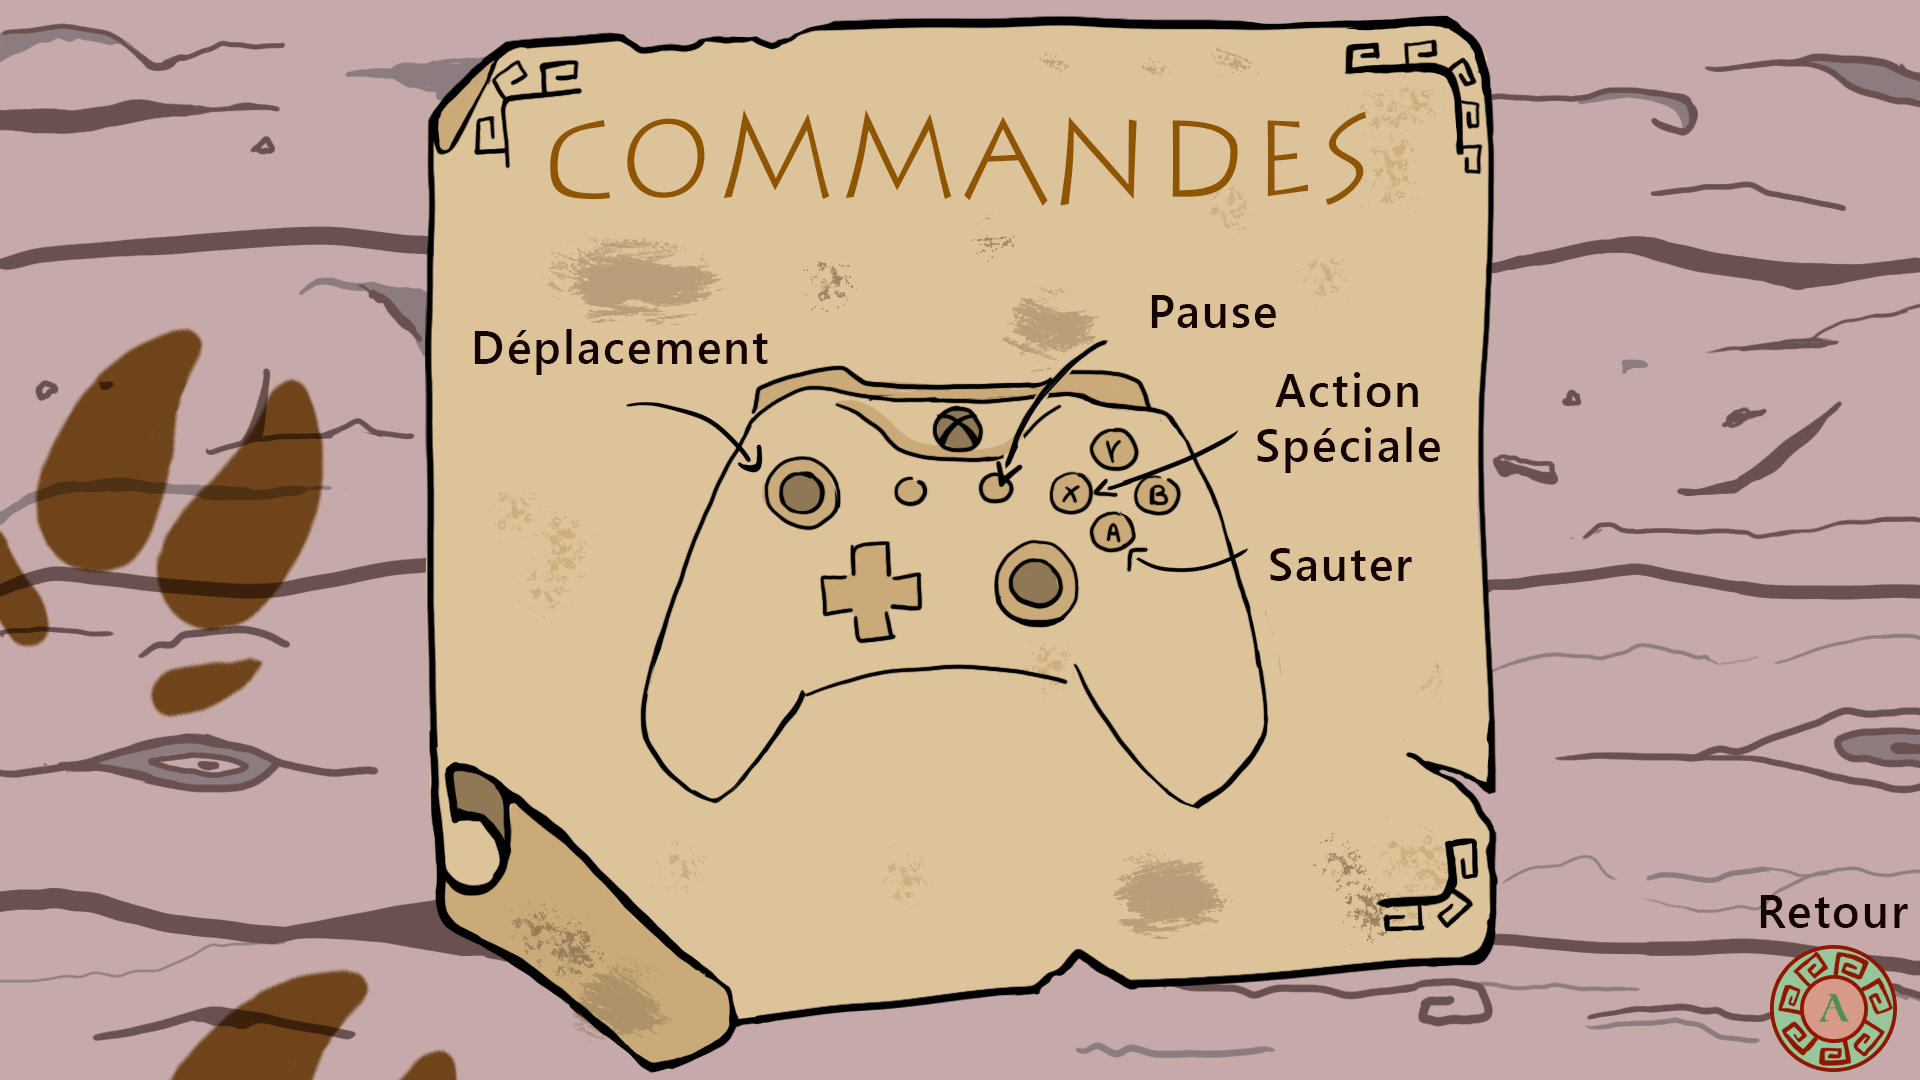 COMMANDES
Déplacement
Pause
Action
Spéciale
Y
X
B
A
Sauter
Retour
A